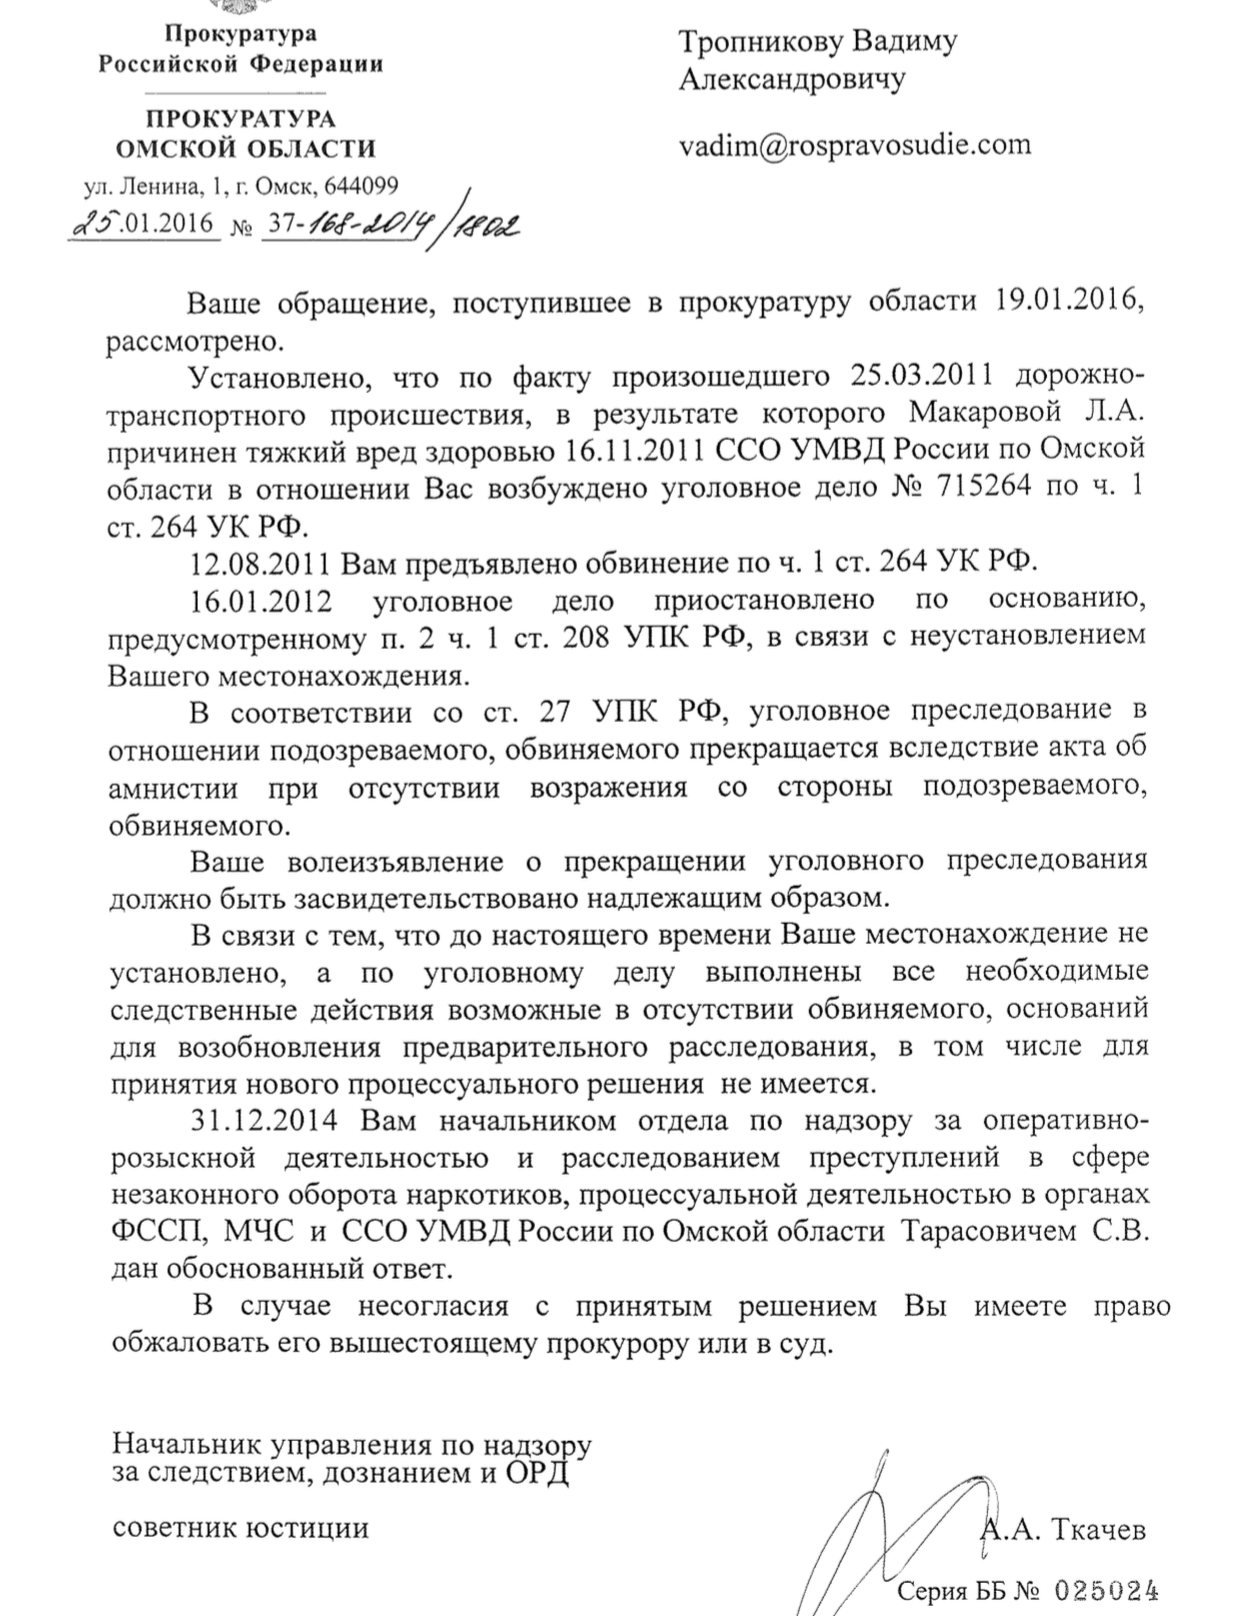 Прокуратура
Российской Федерации
ПРОКУРАТУРА
ОМСКОЙ ОБЛАСТИ
ул. Ленина, 1, г. Омск, 644099
25.01.2016 № 37-168-2014/1802
Тропникову Вадиму
Александровичу
vadim@rospravosudie.com
Ваше обращение, поступившее в прокуратуру области 19.01.2016,
рассмотрено.
Установлено, что по факту произошедшего 25.03.2011 дорожно-
транспортного происшествия, в результате которого Макаровой Л.А.
причинен тяжкий вред здоровью 16.11.2011 ССО УМВД России по Омской
области в отношении Вас возбуждено уголовное дело № 715264 по ч. 1
ст. 264 УК РФ.
12.08.2011 Вам предъявлено обвинение по ч. 1 ст. 264 УК РФ.
16.01.2012 уголовное дело приостановлено по основанию,
предусмотренному п. 2 ч. 1 ст. 208 УПК РФ, в связи с неустановлением
Вашего местонахождения.
В соответствии со ст. 27 УПК РФ, уголовное преследование в
отношении подозреваемого, обвиняемого прекращается вследствие акта об
амнистии при отсутствии возражения со стороны подозреваемого,
обвиняемого.
Ваше волеизъявление о прекращении уголовного преследования
должно быть засвидетельствовано надлежащим образом.
В связи с тем, что до настоящего времени Ваше местонахождение не
установлено, а по уголовному делу выполнены все необходимые
следственные действия возможные в отсутствии обвиняемого, оснований
для возобновления предварительного расследования, в том числе для
принятия нового процессуального решения не имеется.
31.12.2014 Вам начальником отдела по надзору за оперативно-
розыскной деятельностью и расследованием преступлений в сфере
незаконного оборота наркотиков, процессуальной деятельностью в органах
ФССП, МЧС и ССО УМВД России по Омской области Тарасовичем С.В.
дан обоснованный ответ.
В случае несогласия с принятым решением Вы имеете право
обжаловать его вышестоящему прокурору или в суд.
Начальник управления по надзору
за следствием, дознанием и ОРД
советник юстиции
А.А. Ткачев
Серия ББ № 025024